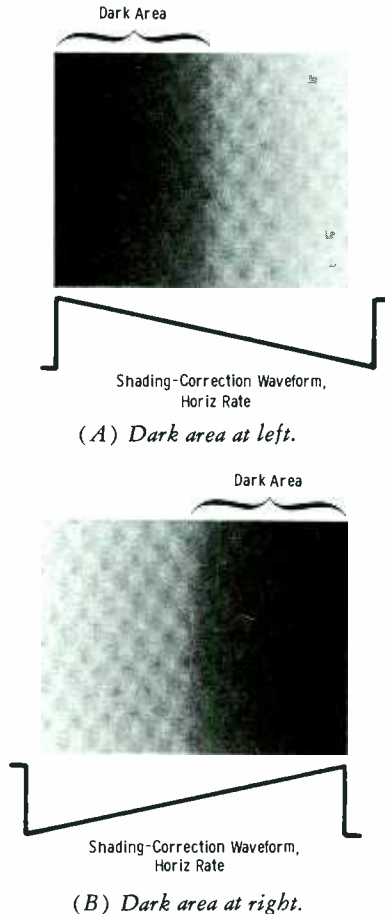 Dark Area
Shading-Correction Waveform,
Horiz Rate
(A) Dark area at left.
Dark Area
Shading-Correction Waveform,
Horiz Rate
(B) Dark area at right.